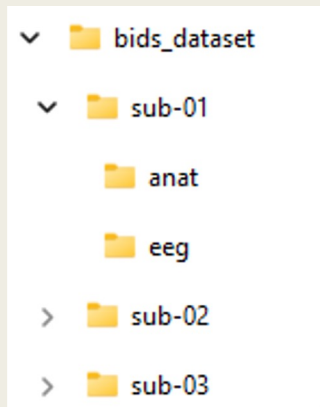 bids_dataset
sub-01
anat
eeg
sub-02
sub-03